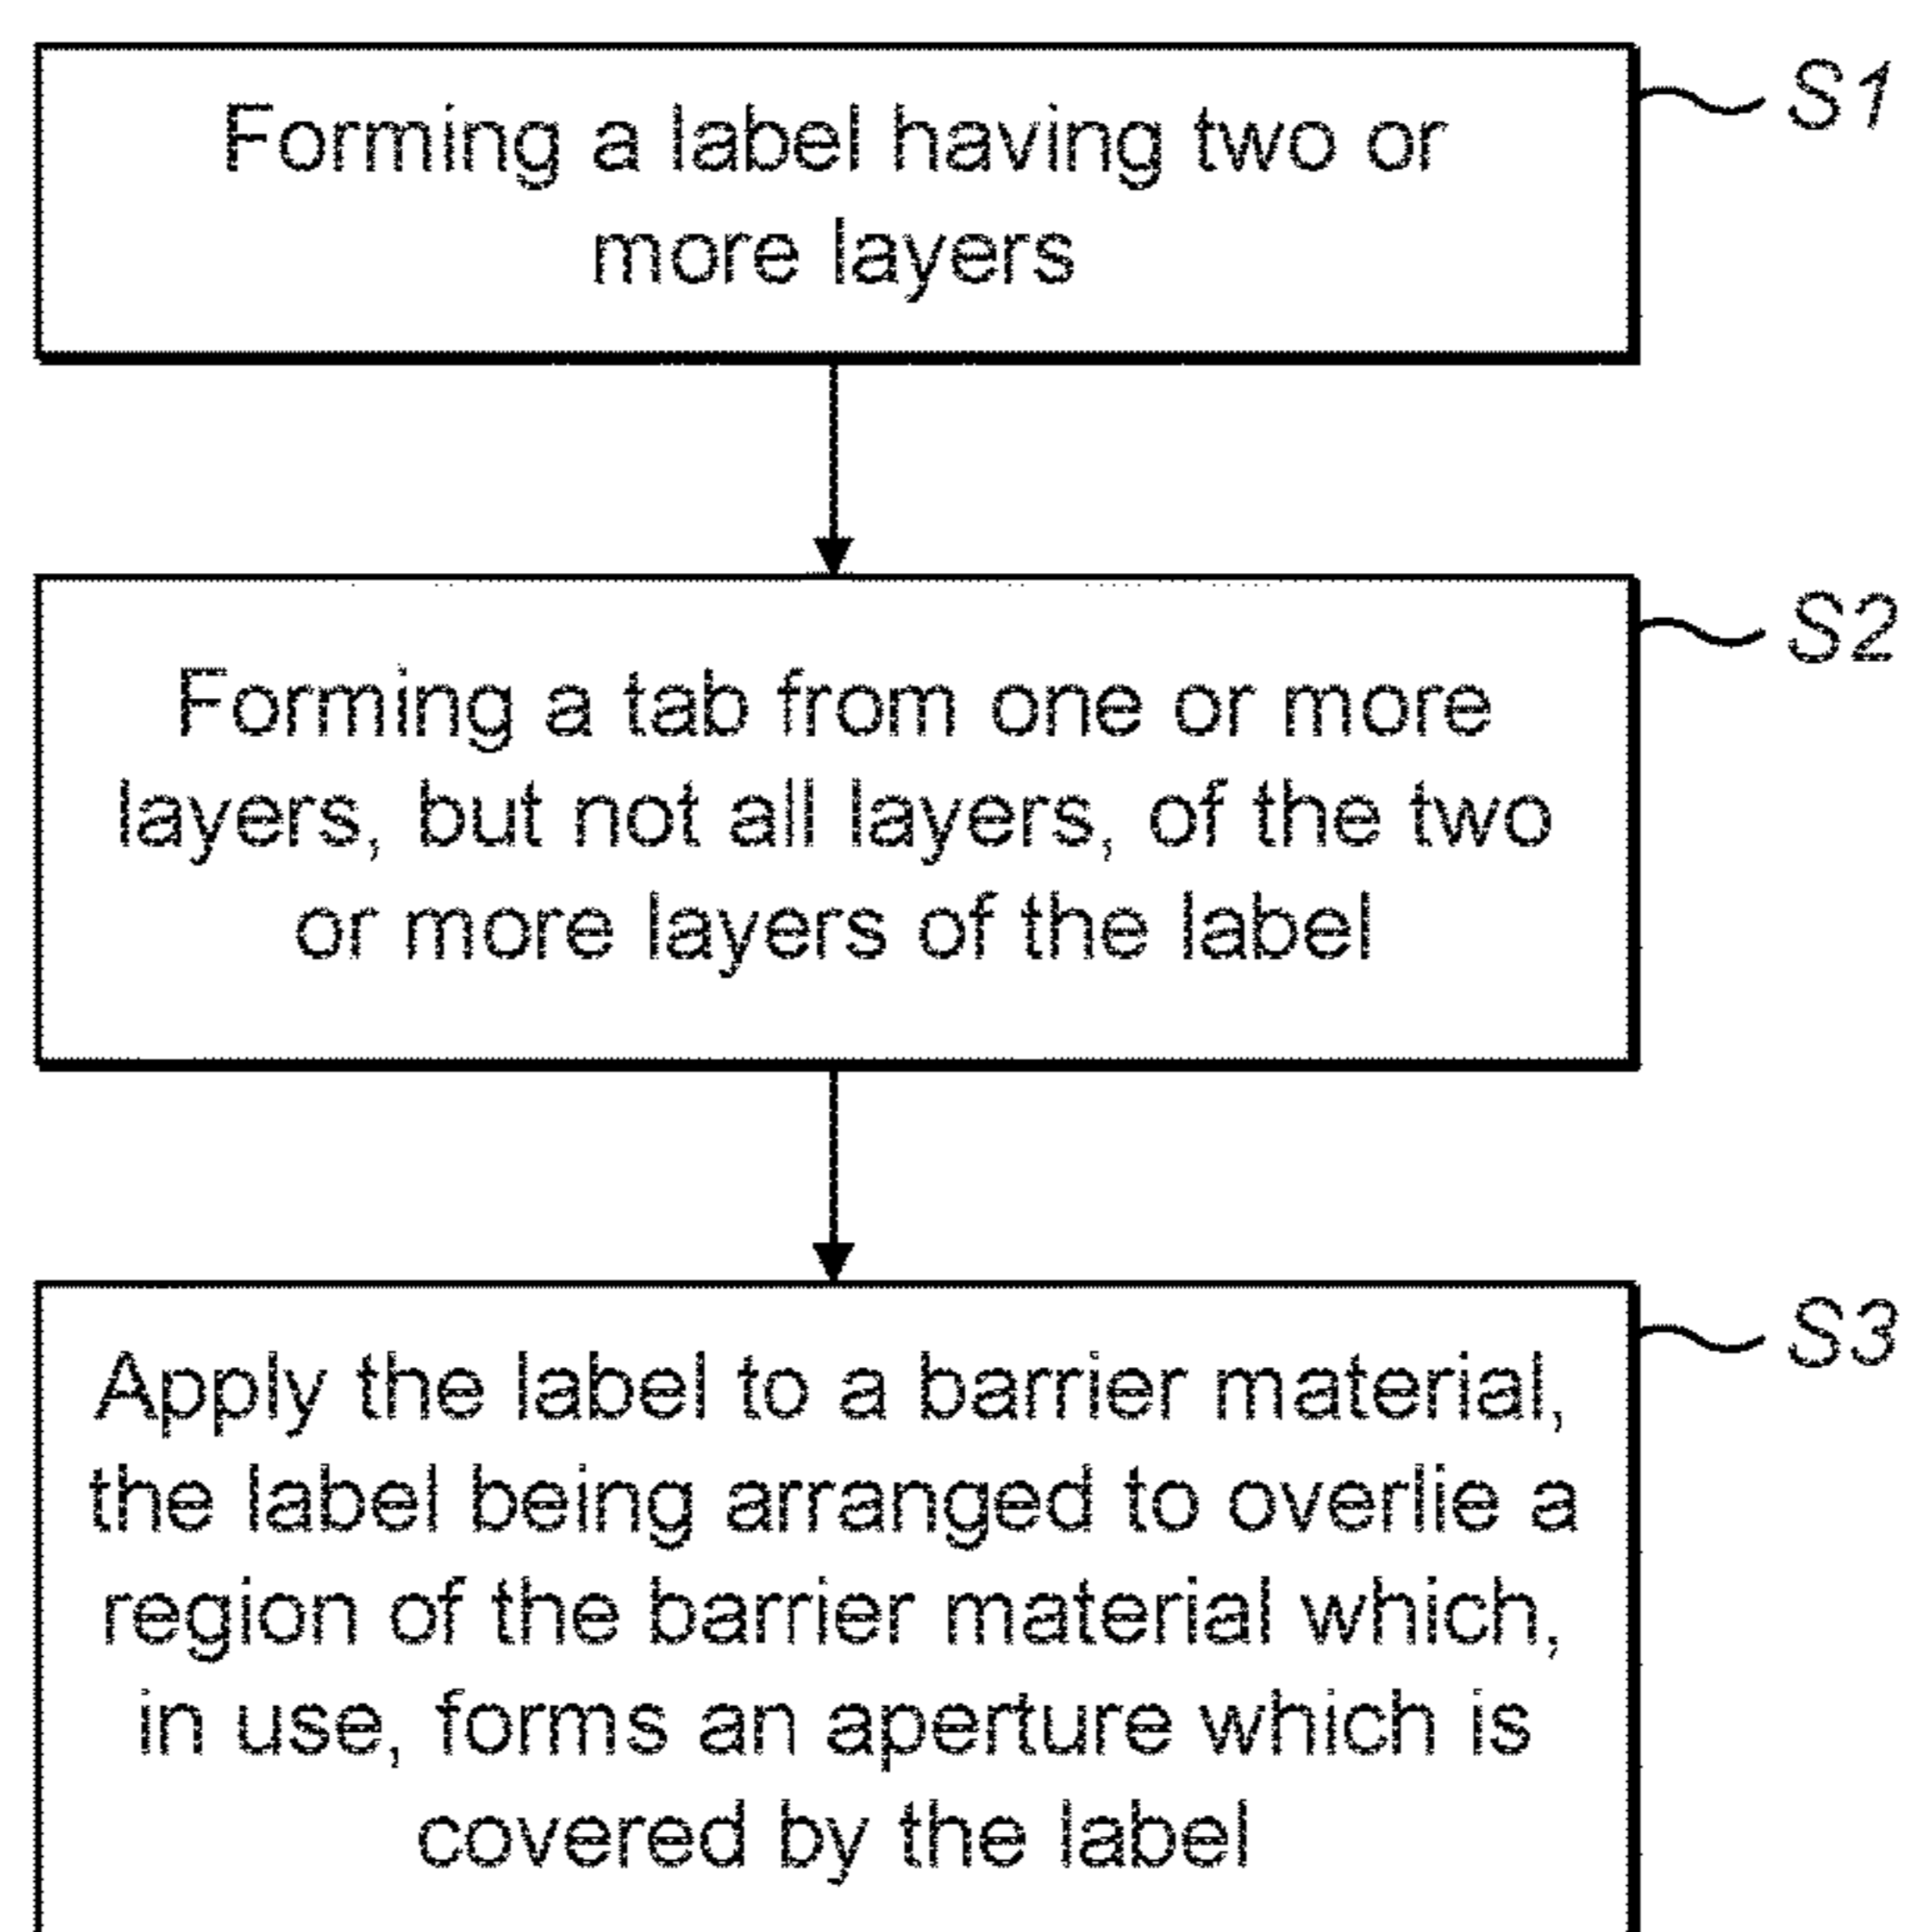 Forming a label having two or
more layers
S1
Forming a tab from one or more
layers, but not all layers, of the two
or more layers of the label
S2
Apply the label to a barrier material,
the label being arranged to overlie a
region of the barrier material which,
in use, forms an aperture which is
covered by the label
S3